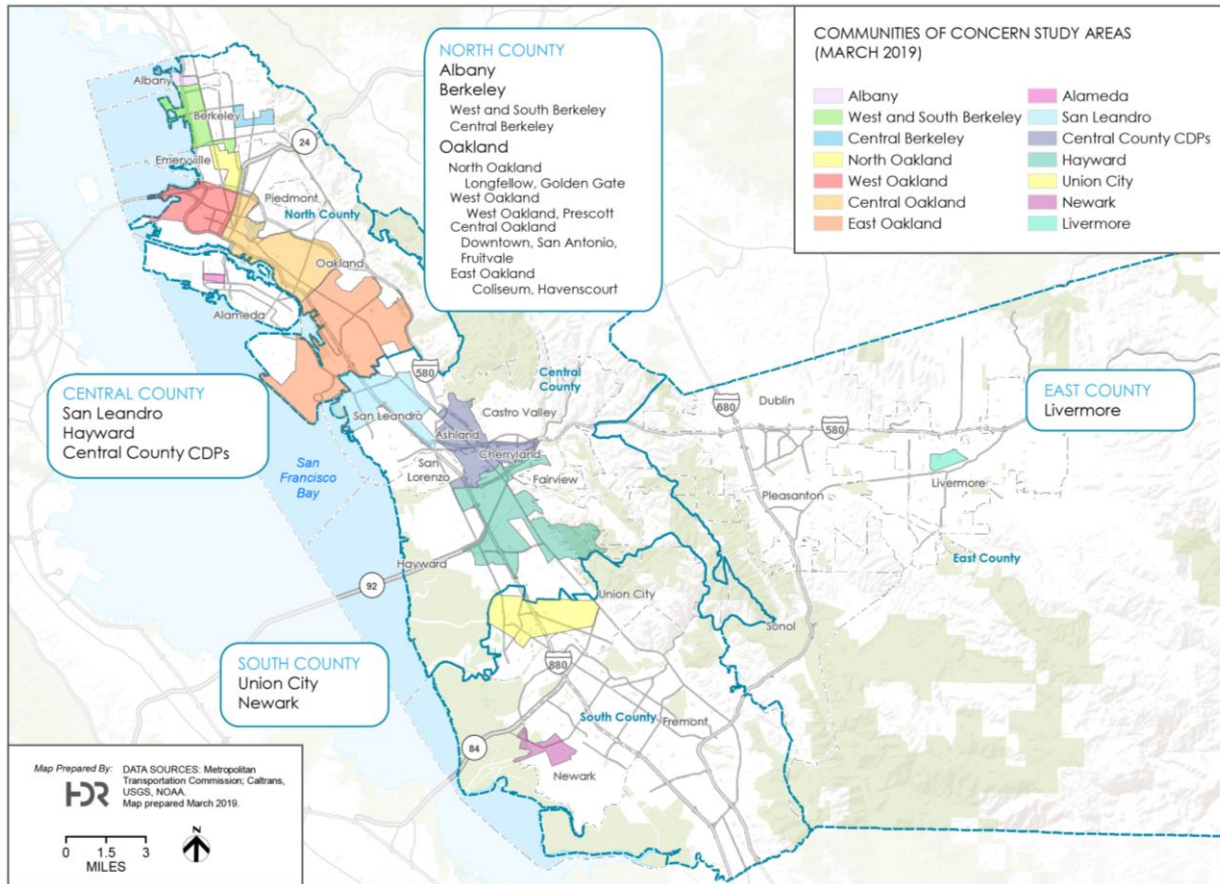 COMMUNITIES OF CONCERN STUDY AREAS
(MARCH 2019)
Albany
West and South Berkeley
Central Berkeley
North Oakland
West Oakland
Central Oakland
East Oakland
Alameda
San Leandro
Central County CDPs
Hayward
Union City
Newark
Livermore
NORTH COUNTY
Albany
Berkeley
West and South Berkeley
Central Berkeley
Oakland
North Oakland
Longfellow, Golden Gate
West Oakland
West Oakland, Prescott
Central Oakland
Downtown, San Antonio,
Fruitvale
East Oakland
Coliseum, Havenscourt
Albany
Berkeley
24
Emeryville
Piedmont
North County
Oakland
Alameda
CENTRAL COUNTY
San Leandro
Hayward
Central County CDPs
580
Central
County
San Leandro
Castro Valley
Ashland
Cherryland
San
Lorenzo
Fairview
San
Francisco
Bay
Hayward
92
680
Dublin
580
EAST COUNTY
Livermore
Pleasanton
Livermore
East County
Union City
Sunol
SOUTH COUNTY
Union City
Newark
880
South County
Fremont
84
Newark
Map Prepared By:
HDR
DATA SOURCES: Metropolitan
Transportation Commission; Caltrans,
USGS, NOAA.
Map prepared March 2019.
0 1.5 3
MILES
N